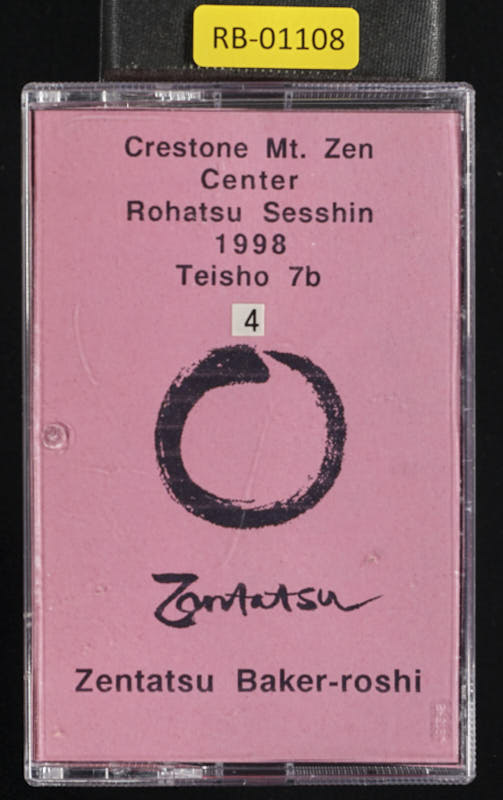 RB-01108
Crestone Mt. Zen
Center
Rohatsu Sesshin
1998
Teisho 7b
4
Zentatsu
Zentatsu Baker-roshi